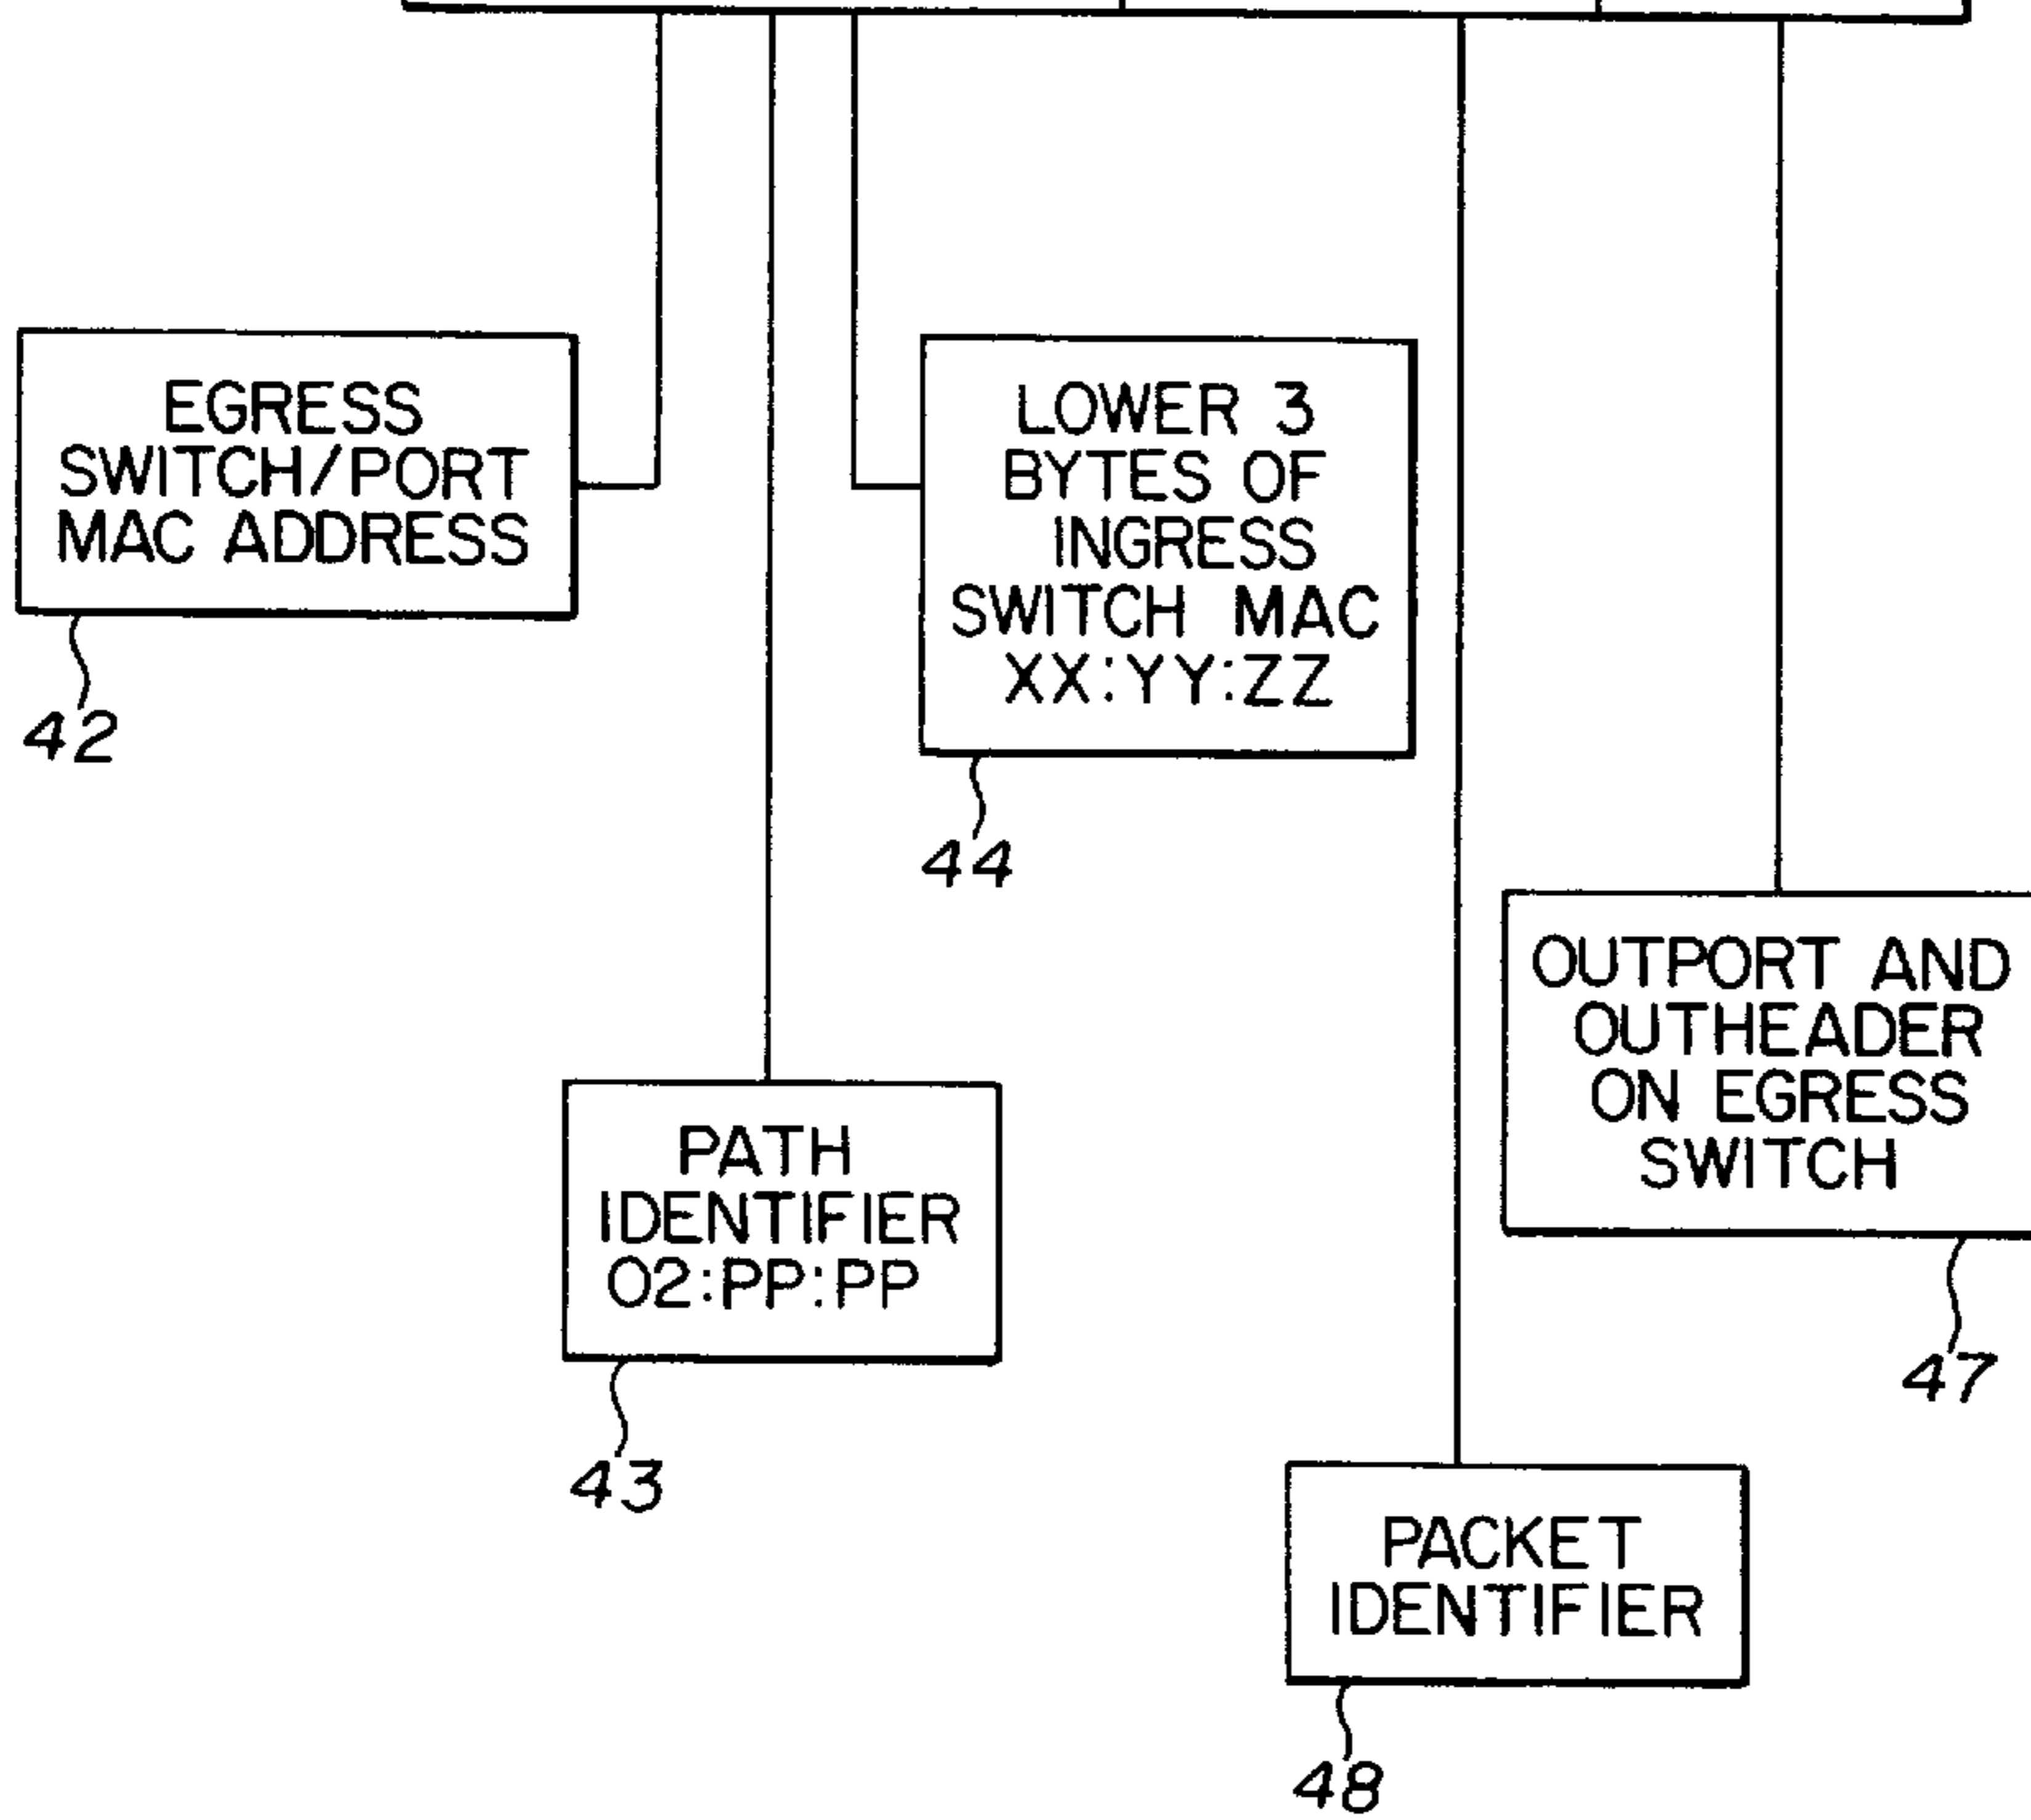 EGRESS
SWITCH/PORT
MAC ADDRESS
42
LOWER 3
BYTES OF
INGRESS
SWITCH MAC
XX:YY:ZZ
44
OUTPORT AND
OUTHEADER
ON EGRESS
SWITCH
47
PATH
IDENTIFIER
02:PP:PP
43
PACKET
IDENTIFIER
48